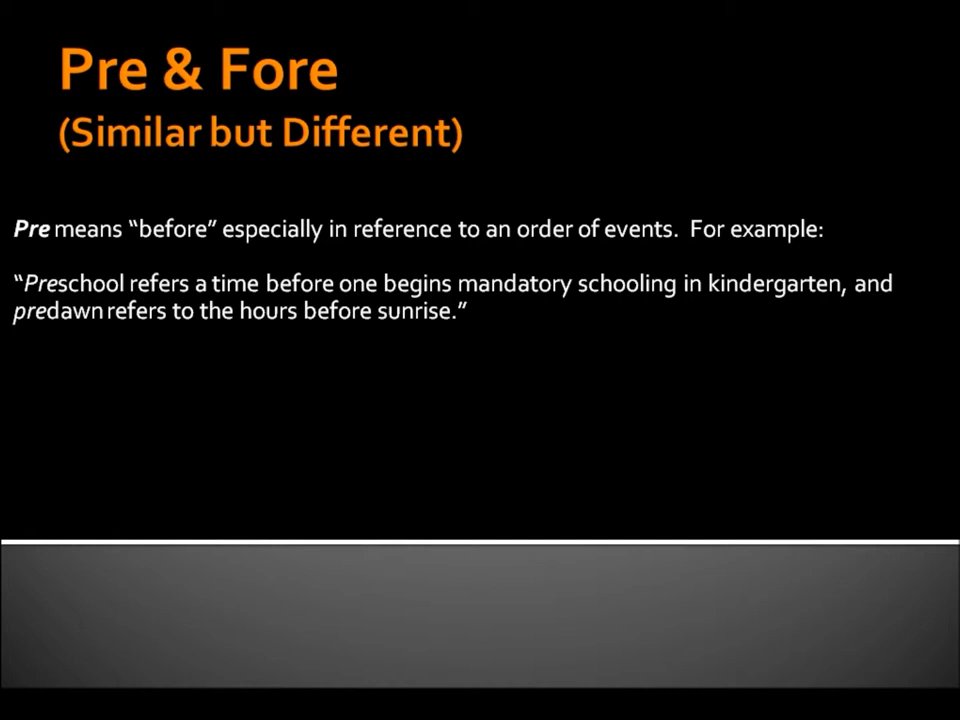 Pre & Fore
(Similar but Different)
Pre means “before” especially in reference to an order of events.  For example:
“Preschool refers a time before one begins mandatory schooling in kindergarten, and
predawn refers to the hours before sunrise.”